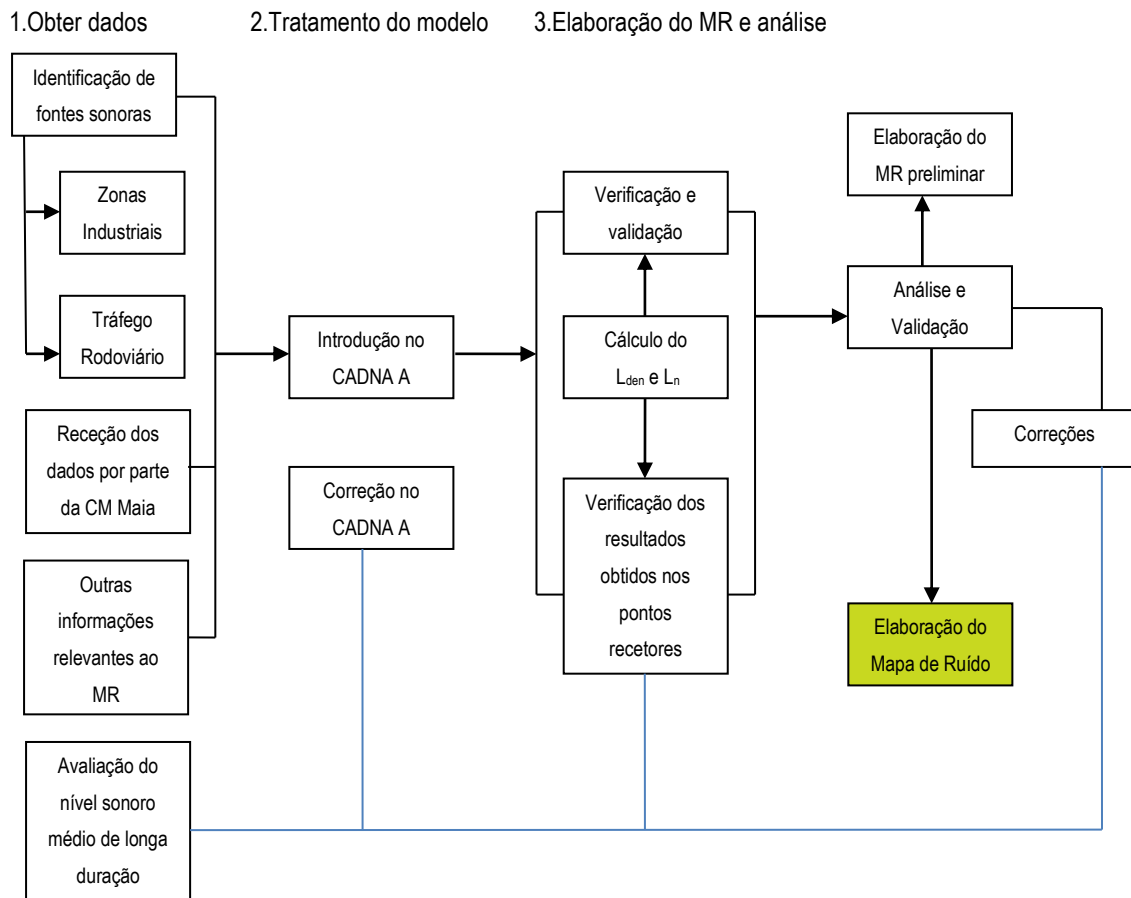 1.Obter dados
2.Tratamento do modelo
3.Elaboração do MR e análise
Identificação de
fontes sonoras
Zonas
Industriais
Tráfego
Rodoviário
Receção dos
dados por parte
da CM Maia
Outras
informações
relevantes ao
MR
Avaliação do
nível sonoro
médio de longa
duração
Introdução no
CADNA A
Correção no
CADNA A
Verificação e
validação
Cálculo do
Lden e Ln
Verificação dos
resultados
obtidos nos
pontos
recetores
Elaboração do
MR preliminar
Análise e
Validação
Correções
Elaboração do
Mapa de Ruído